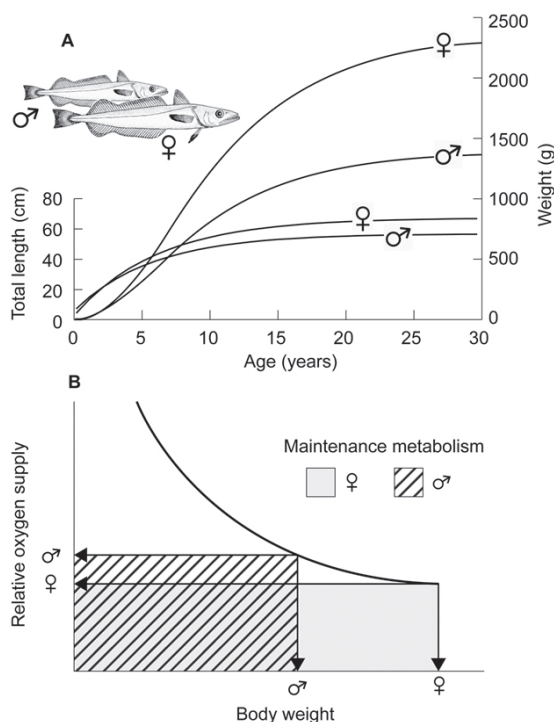 A
♂
♀
♀
♂
♀
♂
Total length (cm)
80
60
40
20
0
Weight (g)
2500
2000
1500
1000
500
0
0 5 10 15 20 25 30
Age (years)
B
Relative oxygen supply
Maintenance metabolism
♀ ♂
♂
♀
♂ ♀
Body weight